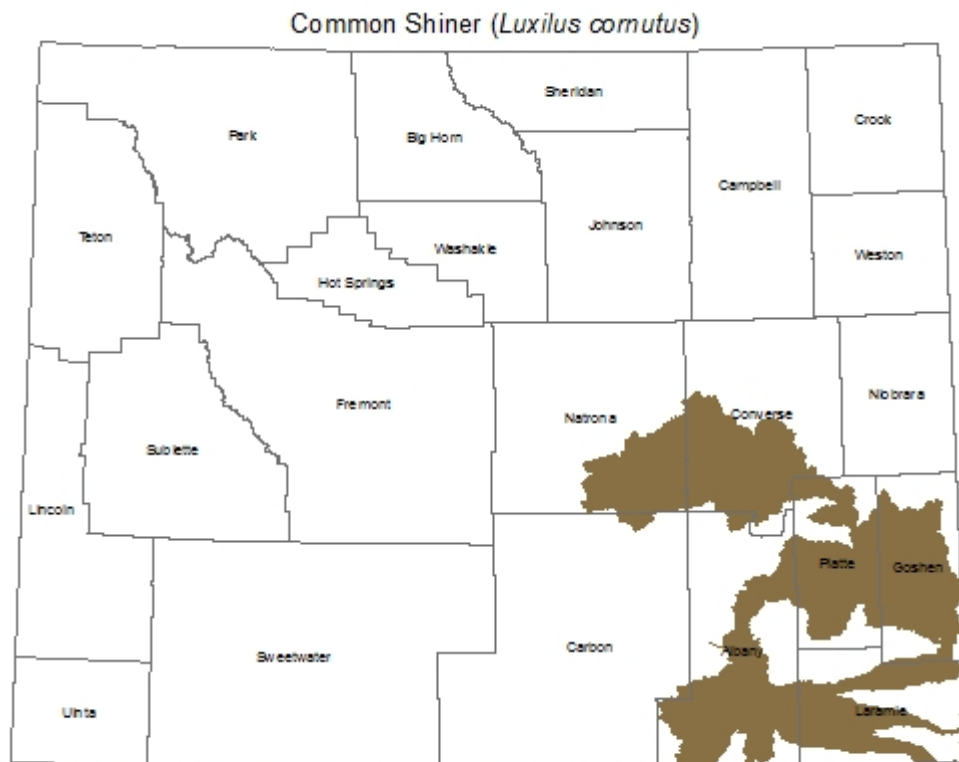 Common Shiner (Luxilus cornutus)
Sheridan
Crook
Park
Big Horn
Campbell
Teton
Johnson
Washakie
Weston
Hot Springs
Fremont
Natrona
Converse
Niobrara
Sublette
Lincoln
Platte
Goshen
Carbon
Albany
Sweetwater
Uinta
Laramie